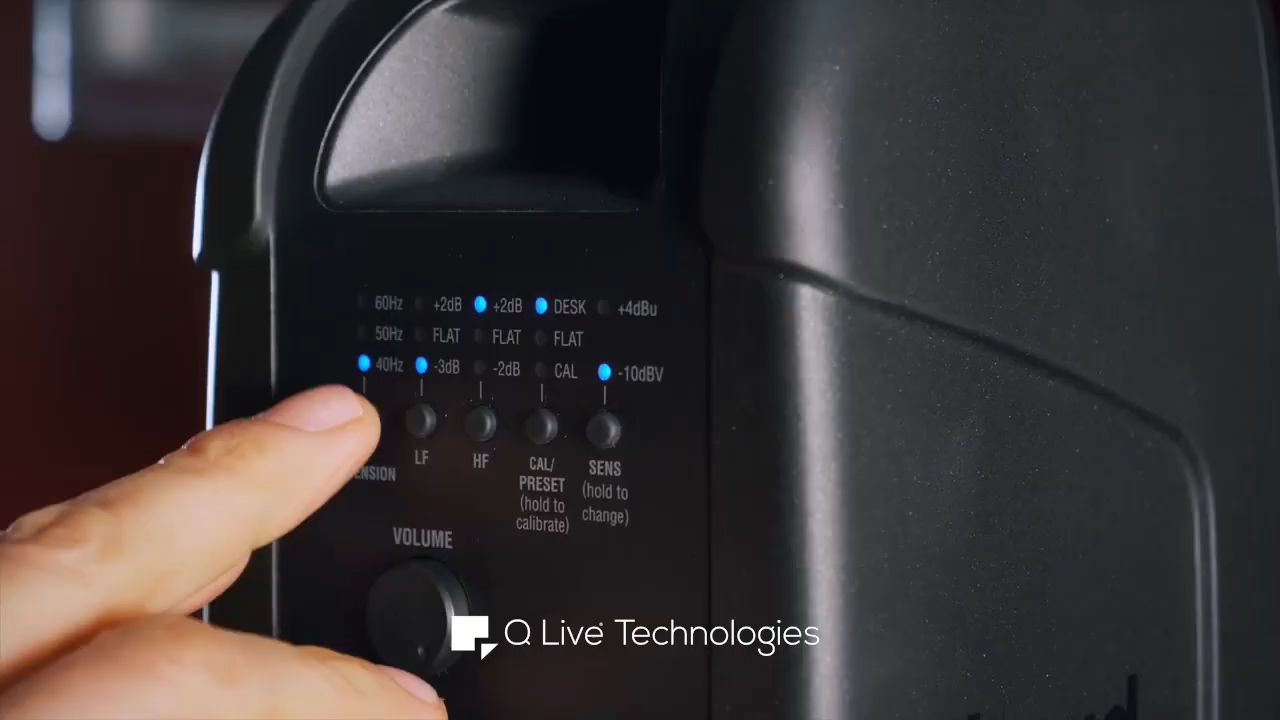 60Hz +2dB +2dB DESK +4dBu
50Hz FLAT FLAT FLAT
40Hz -3dB -2dB CAL -10dBV
LF HF CAL/ SENS
PRESET (hold to
(hold to change)
calibrate)
VOLUME
Q Live Technologies